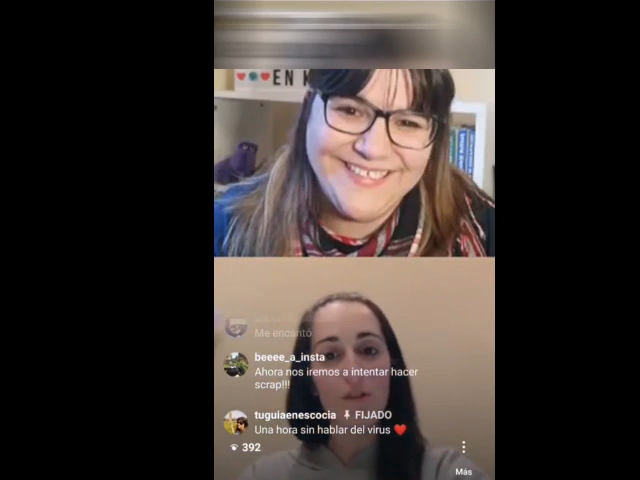 EN
Me encantó
beeee_a_insta
Ahora nos iremos a intentar hacer
scrap!!!
tuguiaenescocia FIJADO
Una hora sin hablar del virus ❤️
392
Más